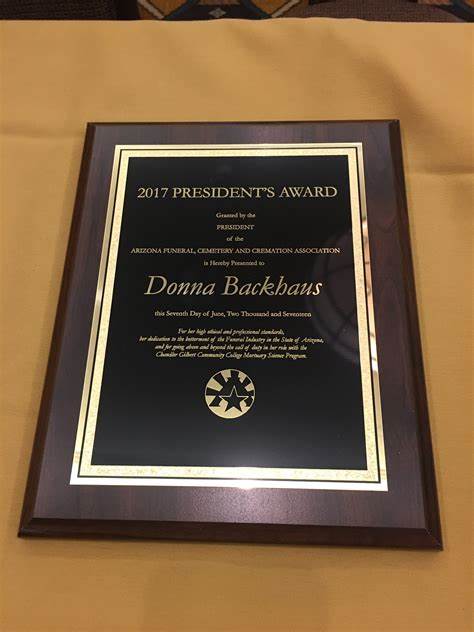 2017 PRESIDENT'S AWARD
Granted by the
PRESIDENT
of the
ARIZONA FUNERAL, CEMETERY AND CREMATION ASSOCIATION
is Hereby Presented to
Donna Backhaus
this Seventh Day of June, Two Thousand and Seventeen
For her high ethical and professional standards,
her dedication to the betterment of the Funeral Industry in the State of Arizona,
and for going above and beyond the call of duty in her role with the
Chandler Gilbert Community College Mortuary Science Program.